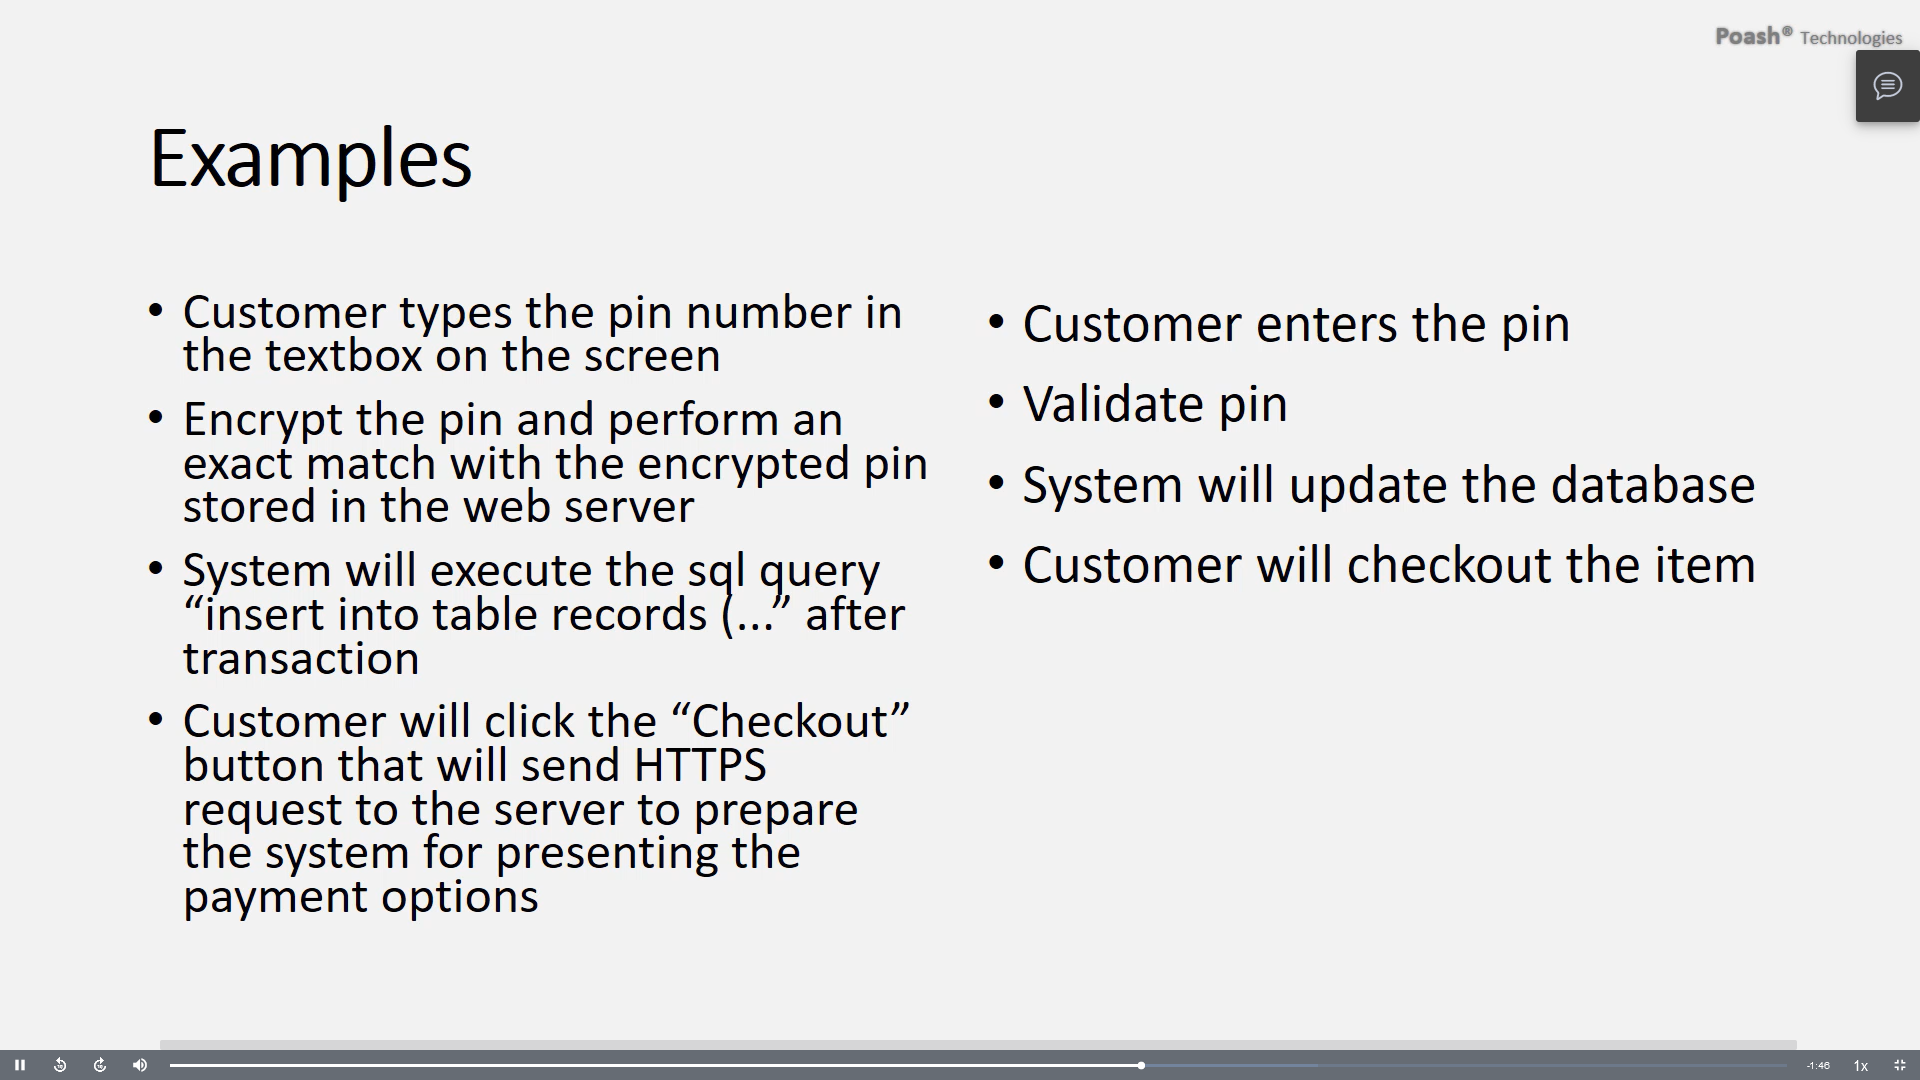 Poash® Technologies
Examples
• Customer types the pin number in
the textbox on the screen
• Encrypt the pin and perform an
exact match with the encrypted pin
stored in the web server
• System will execute the sql query
“insert into table records (...” after
transaction
• Customer will click the “Checkout”
button that will send HTTPS
request to the server to prepare
the system for presenting the
payment options
• Customer enters the pin
• Validate pin
• System will update the database
• Customer will checkout the item
-1:46
1x